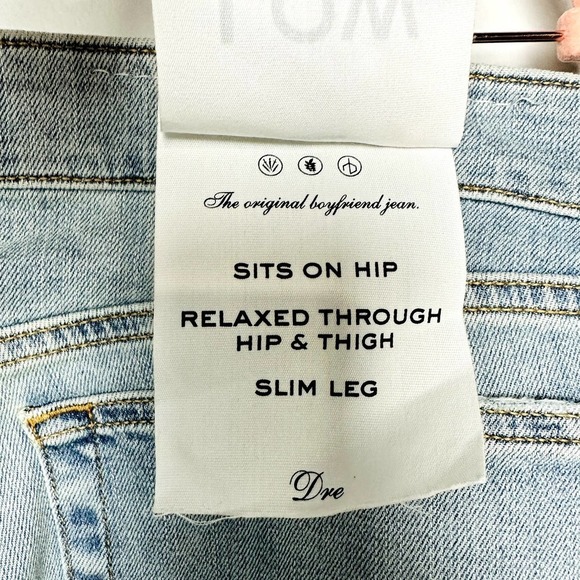 The original boyfriend jean.
SITS ON HIP
RELAXED THROUGH
HIP & THIGH
SLIM LEG
Dre